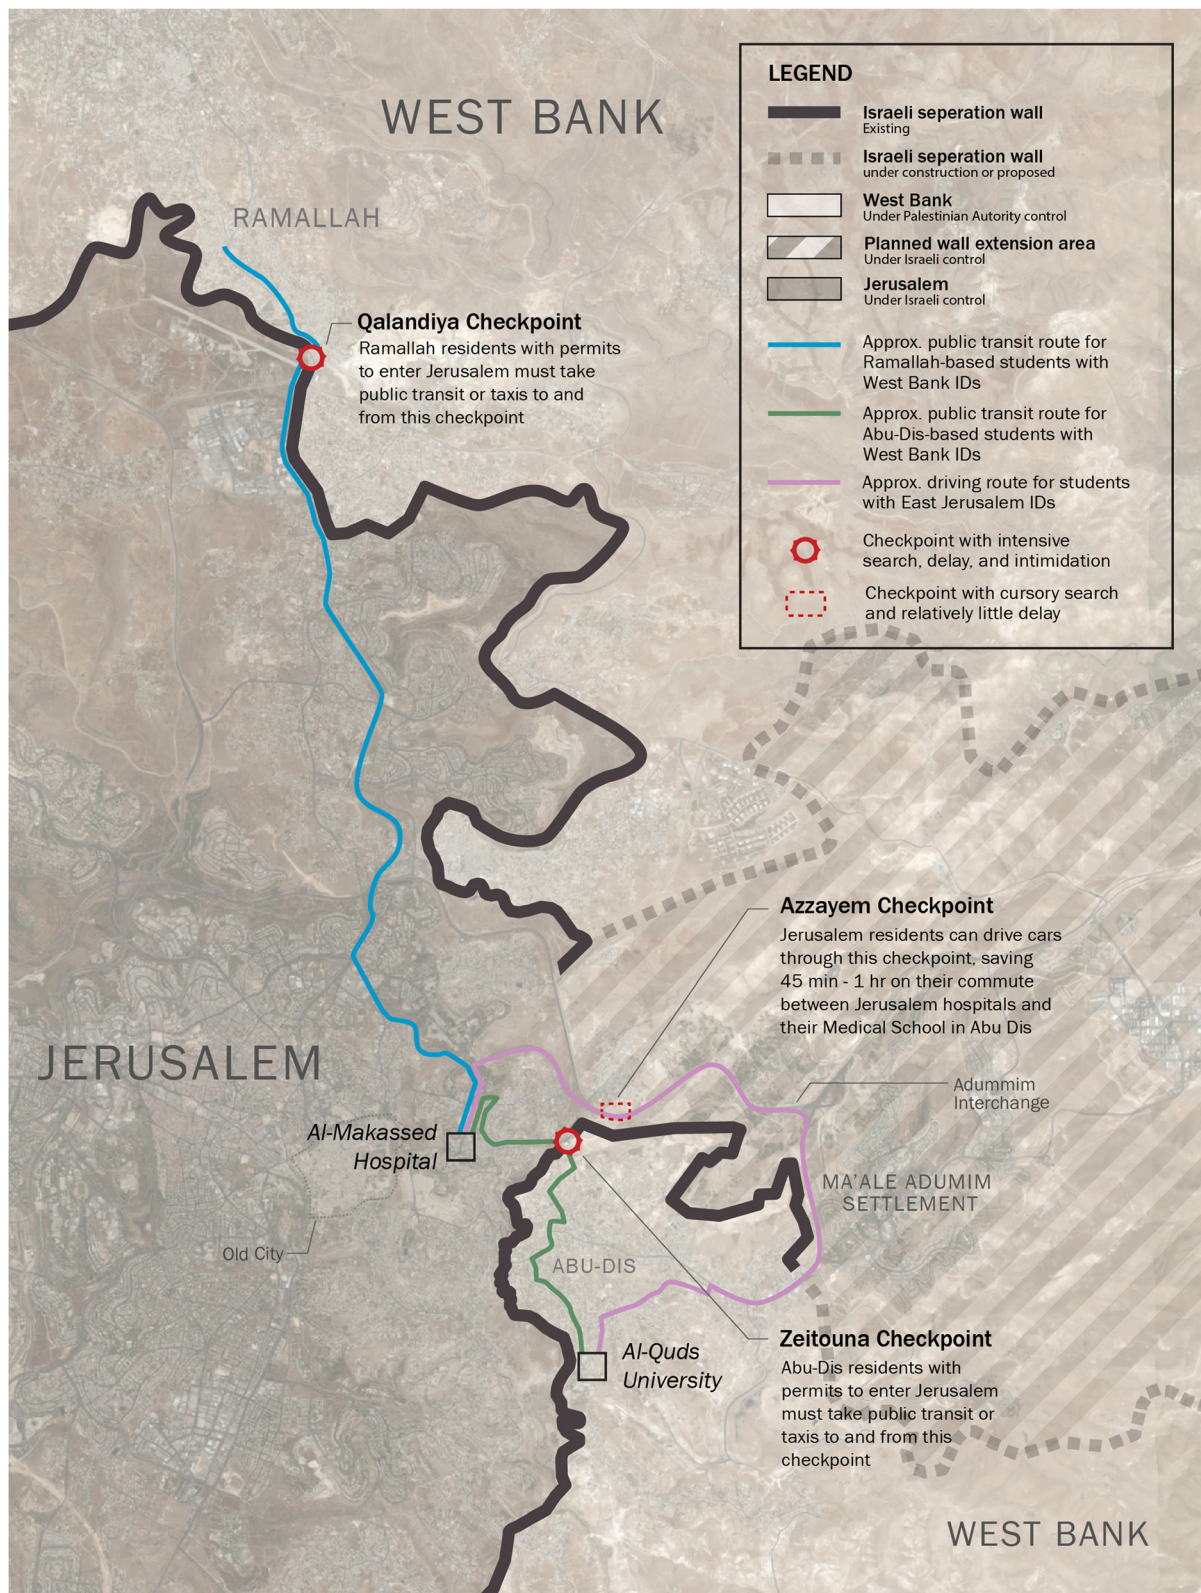 WEST BANK
RAMALLAH
Qalandiya Checkpoint
Ramallah residents with permits
to enter Jerusalem must take
public transit or taxis to and
from this checkpoint
LEGEND
Israeli seperation wall
Existing
Israeli seperation wall
under construction or proposed
West Bank
Under Palestinian Autority control
Planned wall extension area
Under Israeli control
Jerusalem
Under Israeli control
Approx. public transit route for
Ramallah-based students with
West Bank IDs
Approx. public transit route for
Abu-Dis-based students with
West Bank IDs
Approx. driving route for students
with East Jerusalem IDs
Checkpoint with intensive
search, delay, and intimidation
Checkpoint with cursory search
and relatively little delay
Azzayem Checkpoint
Jerusalem residents can drive cars
through this checkpoint, saving
45 min - 1 hr on their commute
between Jerusalem hospitals and
their Medical School in Abu Dis
JERUSALEM
Adummim
Interchange
Al-Makassed
Hospital
MA'ALE ADUMIM
SETTLEMENT
Old City
ABU-DIS
Zeitouna Checkpoint
Abu-Dis residents with
permits to enter Jerusalem
must take public transit or
taxis to and from this
checkpoint
Al-Quds
University
WEST BANK